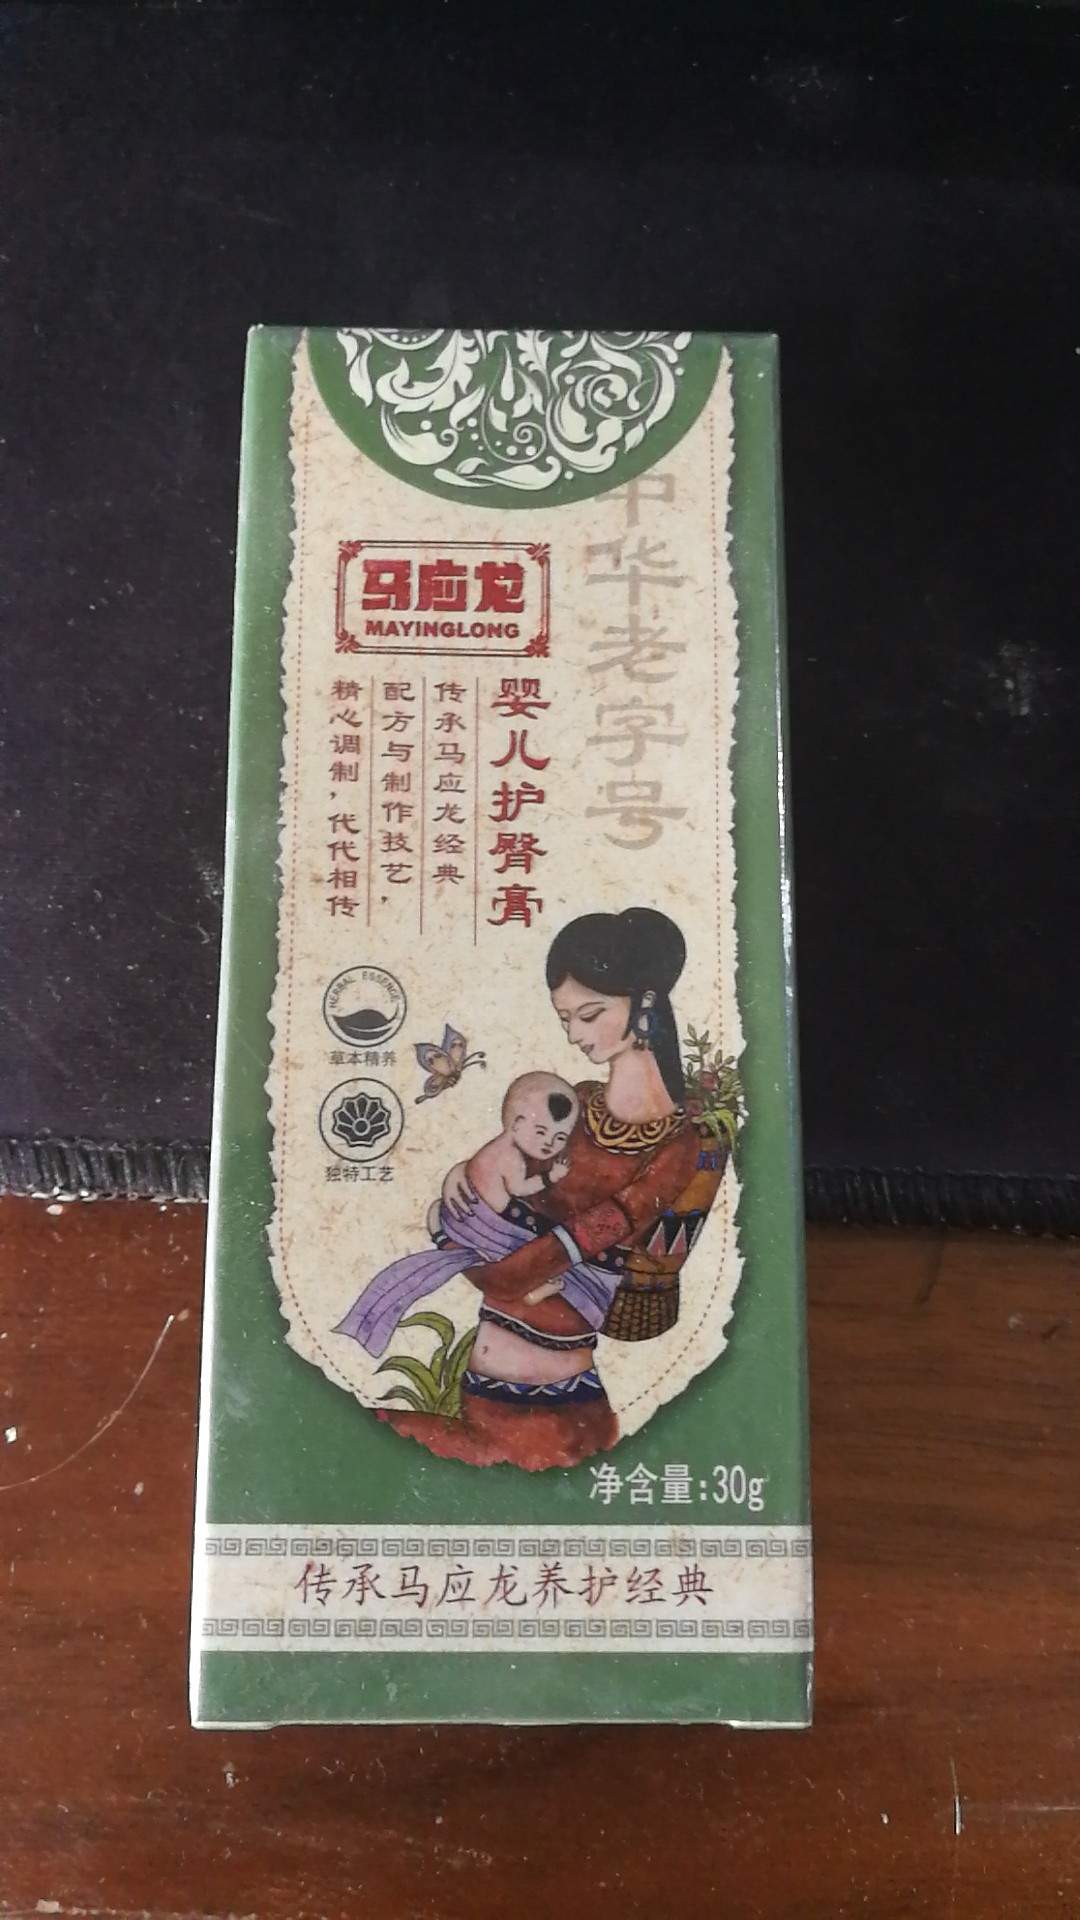 中华老字号
马应龙
MAYINGLONG
婴儿护臀膏
传承马应龙经典
配方与制作技艺，
精心调制，代代相传
HERBAL ESSENCE
草本精养
独特工艺
净含量:30g
传承马应龙养护经典